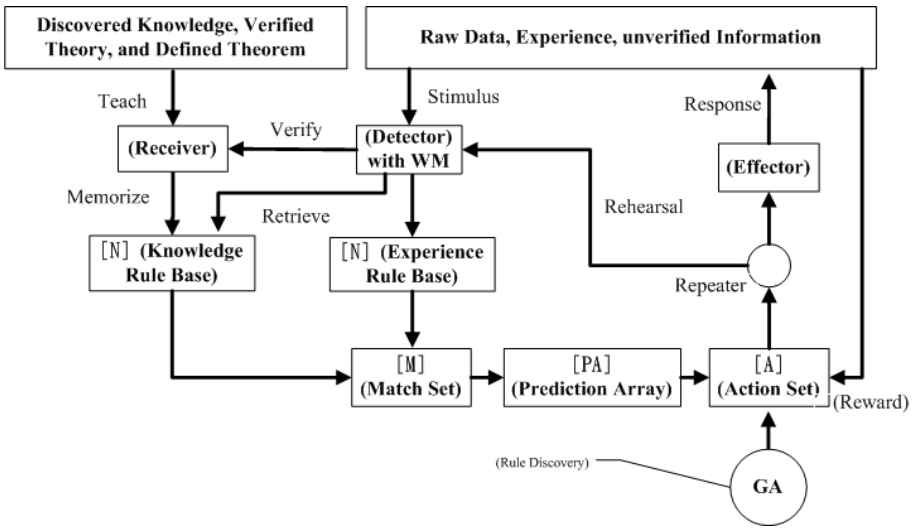 Discovered Knowledge, Verified
Theory, and Defined Theorem
Raw Data, Experience, unverified Information
Teach
Stimulus
Response
(Receiver)
Verify
(Detector)
with WM
(Effector)
Memorize
Retrieve
Rehearsal
[N] (Knowledge
Rule Base)
[N] (Experience
Rule Base)
Repeater
[M]
(Match Set)
[PA]
(Prediction Array)
[A]
(Action Set)
(Reward)
(Rule Discovery)
GA